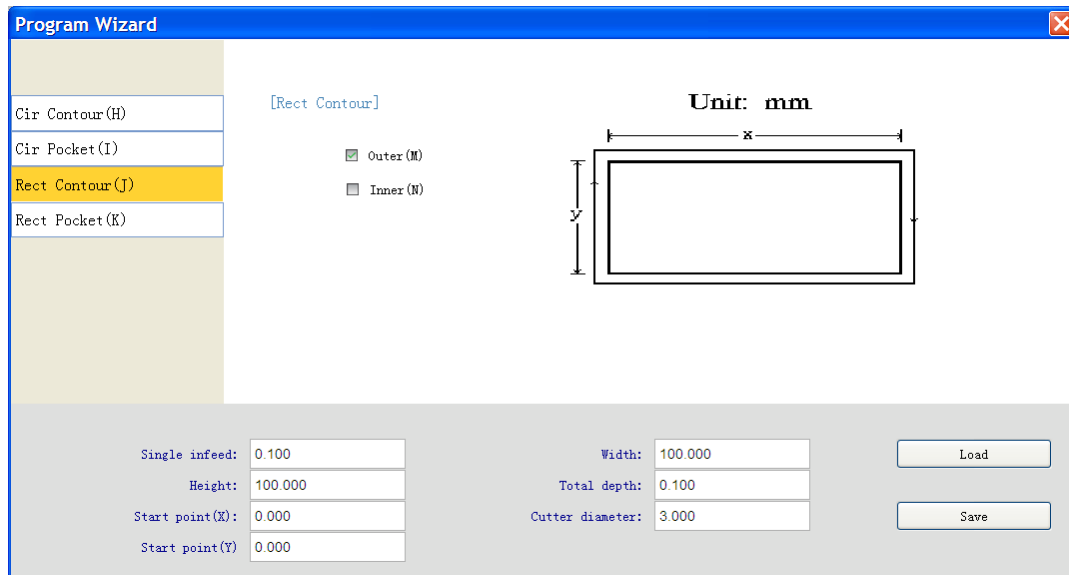 Program Wizard
Cir Contour(H)
Cir Pocket(I)
Rect Contour(J)
Rect Pocket(K)
[Rect Contour]
Outer(M)
Inner(N)
Unit: mm
x
y
Single infeed: 0.100
Width: 100.000
Load
Height: 100.000
Total depth: 0.100
Start point(X): 0.000
Cutter diameter: 3.000
Save
Start point(Y) 0.000